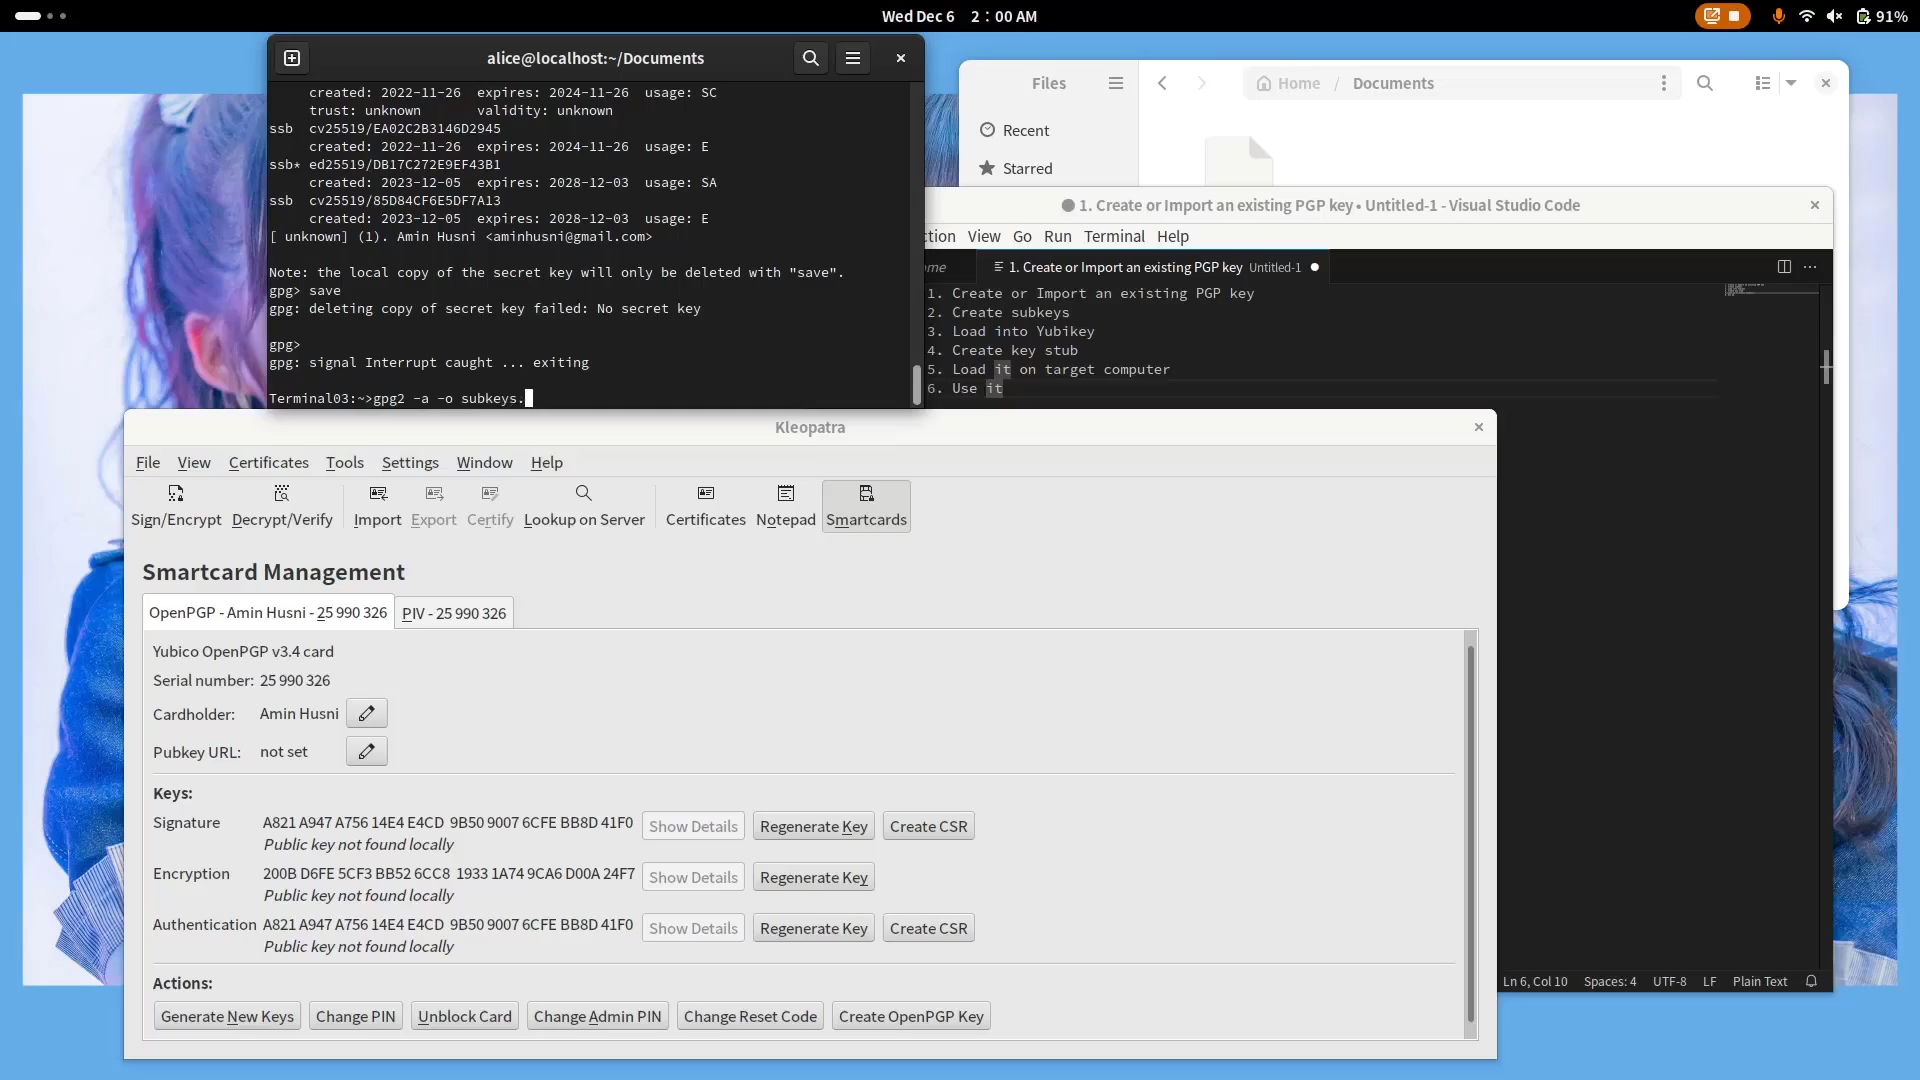 Wed Dec 6 2:00 AM
91%
alice@localhost:~/Documents
created: 2022-11-26 expires: 2024-11-26 usage: SC
trust: unknown validity: unknown
ssb cv25519/EA02C2B3146D2945
created: 2022-11-26 expires: 2024-11-26 usage: E
ssb* ed25519/DB17C272E9EF43B1
created: 2023-12-05 expires: 2028-12-03 usage: SA
ssb cv25519/85D84CF6E5DF7A13
created: 2023-12-05 expires: 2028-12-03 usage: E
[ unknown] (1). Amin Husni <aminhusni@gmail.com>
Note: the local copy of the secret key will only be deleted with "save".
gpg> save
gpg: deleting copy of secret key failed: No secret key
gpg>
gpg: signal Interrupt caught ... exiting
Terminal03:~>gpg2 -a -o subkeys.
Files
Home / Documents
Recent
Starred
1. Create or Import an existing PGP key • Untitled-1 - Visual Studio Code
ction View Go Run Terminal Help
ome
1. Create or Import an existing PGP key Untitled-1
1. Create or Import an existing PGP key
2. Create subkeys
3. Load into Yubikey
4. Create key stub
5. Load it on target computer
6. Use it
Ln 6, Col 10 Spaces: 4 UTF-8 LF Plain Text
Kleopatra
File View Certificates Tools Settings Window Help
Sign/Encrypt Decrypt/Verify Import Export Certify Lookup on Server Certificates Notepad Smartcards
Smartcard Management
OpenPGP - Amin Husni - 25 990 326 PIV - 25 990 326
Yubico OpenPGP v3.4 card
Serial number: 25 990 326
Cardholder: Amin Husni
Pubkey URL: not set
Keys:
Signature A821 A947 A756 14E4 E4CD 9B50 9007 6CFE BB8D 41F0 Show Details Regenerate Key Create CSR
Public key not found locally
Encryption 200B D6FE 5CF3 BB52 6CC8 1933 1A74 9CA6 D00A 24F7 Show Details Regenerate Key
Public key not found locally
Authentication A821 A947 A756 14E4 E4CD 9B50 9007 6CFE BB8D 41F0 Show Details Regenerate Key Create CSR
Public key not found locally
Actions:
Generate New Keys Change PIN Unblock Card Change Admin PIN Change Reset Code Create OpenPGP Key